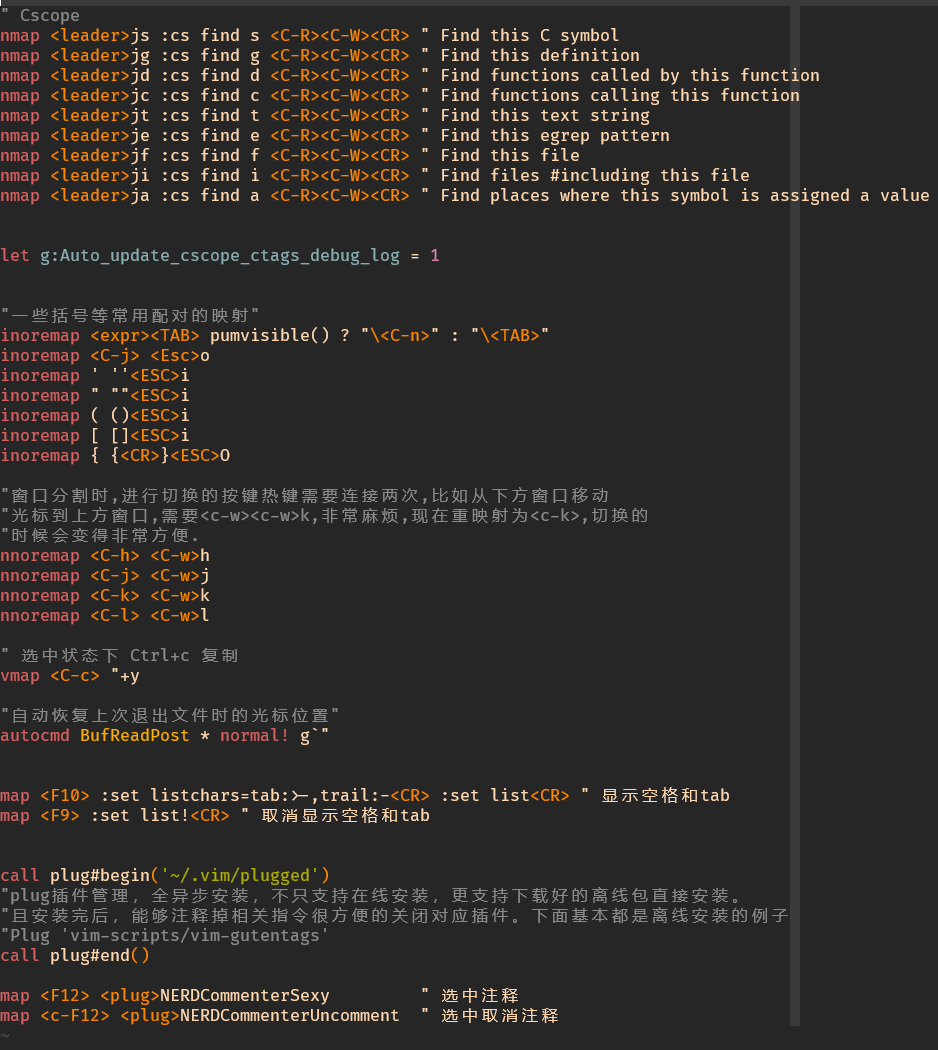 " Cscope
nmap <leader>js :cs find s <C-R><C-W><CR> " Find this C symbol
nmap <leader>jg :cs find g <C-R><C-W><CR> " Find this definition
nmap <leader>jd :cs find d <C-R><C-W><CR> " Find functions called by this function
nmap <leader>jc :cs find c <C-R><C-W><CR> " Find functions calling this function
nmap <leader>jt :cs find t <C-R><C-W><CR> " Find this text string
nmap <leader>je :cs find e <C-R><C-W><CR> " Find this egrep pattern
nmap <leader>jf :cs find f <C-R><C-W><CR> " Find this file
nmap <leader>ji :cs find i <C-R><C-W><CR> " Find files #including this file
nmap <leader>ja :cs find a <C-R><C-W><CR> " Find places where this symbol is assigned a value
let g:Auto_update_cscope_ctags_debug_log = 1
"一些括号等常用配对的映射"
inoremap <expr><TAB> pumvisible() ? "\<C-n>" : "\<TAB>"
inoremap <C-j> <Esc>o
inoremap ' ''<ESC>i
inoremap " ""<ESC>i
inoremap ( ()<ESC>i
inoremap [ []<ESC>i
inoremap { {<CR>}<ESC>O
"窗口分割时,进行切换的按键热键需要连接两次,比如从下方窗口移动
"光标到上方窗口,需要<c-w><c-w>k,非常麻烦,现在重映射为<c-k>,切换的
"时候会变得非常方便.
nnoremap <C-h> <C-w>h
nnoremap <C-j> <C-w>j
nnoremap <C-k> <C-w>k
nnoremap <C-l> <C-w>l
" 选中状态下 Ctrl+c 复制
vmap <C-c> "+y
"自动恢复上次退出文件时的光标位置"
autocmd BufReadPost * normal! g`"
map <F10> :set listchars=tab:>-,trail:-<CR> :set list<CR> " 显示空格和tab
map <F9> :set list!<CR> " 取消显示空格和tab
call plug#begin('~/.vim/plugged')
"plug插件管理，全异步安装，不只支持在线安装，更支持下载好的离线包直接安装。
"且安装完后，能够注释掉相关指令很方便的关闭对应插件。下面基本都是离线安装的例子
"Plug 'vim-scripts/vim-gutentags'
call plug#end()
map <F12> <plug>NERDCommenterSexy         " 选中注释
map <c-F12> <plug>NERDCommenterUncomment  " 选中取消注释
~